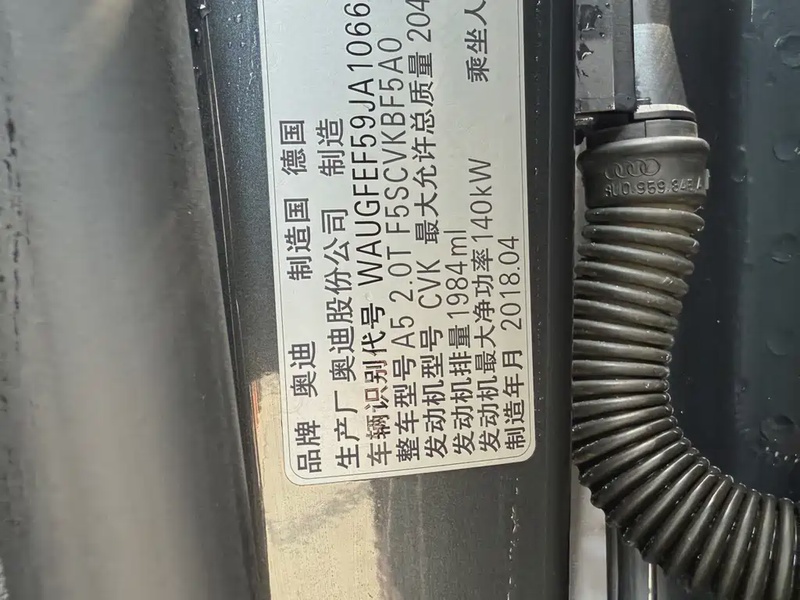 品牌 奥迪 制造国 德国
生产厂 奥迪股份公司 制造
车辆识别代号 WAUGFEF59JA1066
整车型号 A5 2.0T F5SCVKBF5A0
发动机型号 CVK 最大允许总质量 204
发动机排量 1984ml 乘坐人
发动机最大净功率 140kW
制造年月 2018.04
8U0.959.84